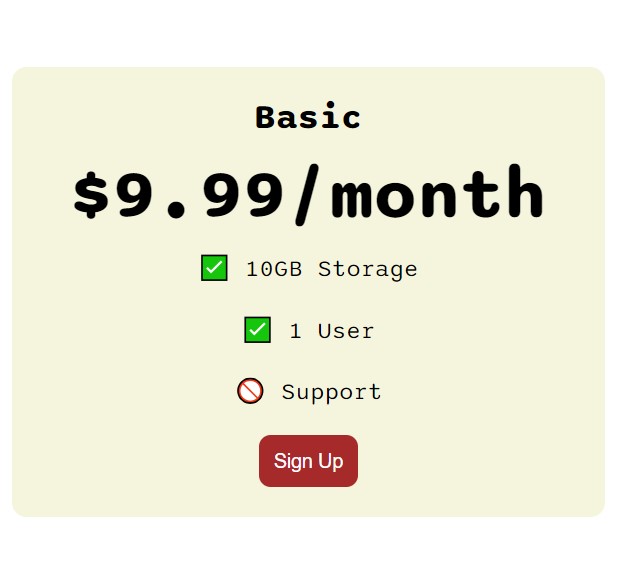 Basic
$9.99/month
✅ 10GB Storage
✅ 1 User
🚫 Support
Sign Up